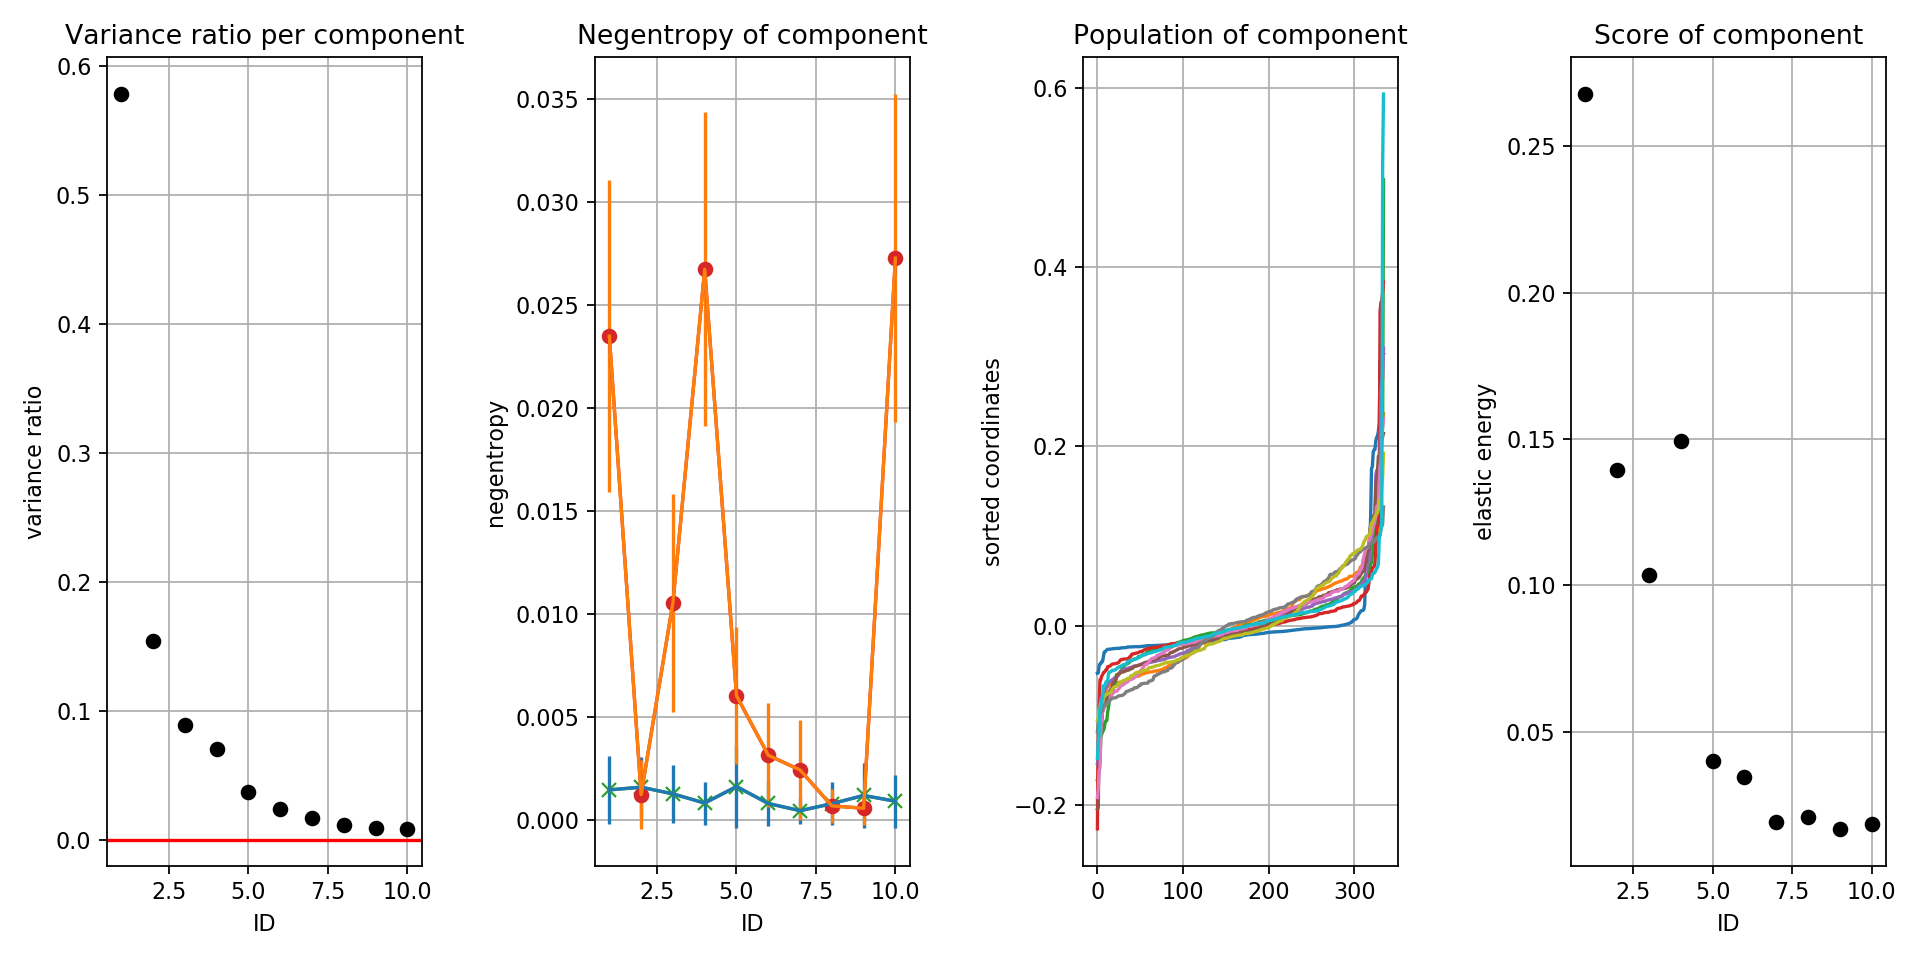 Variance ratio per component
0.6
0.5
0.4
0.3
0.2
0.1
0.0
variance ratio
2.5 5.0 7.5 10.0
ID
Negentropy of component
0.035
0.030
0.025
0.020
0.015
0.010
0.005
0.000
negentropy
2.5 5.0 7.5 10.0
ID
Population of component
0.6
0.4
0.2
0.0
−0.2
sorted coordinates
0 100 200 300
Score of component
0.25
0.20
0.15
0.10
0.05
elastic energy
2.5 5.0 7.5 10.0
ID